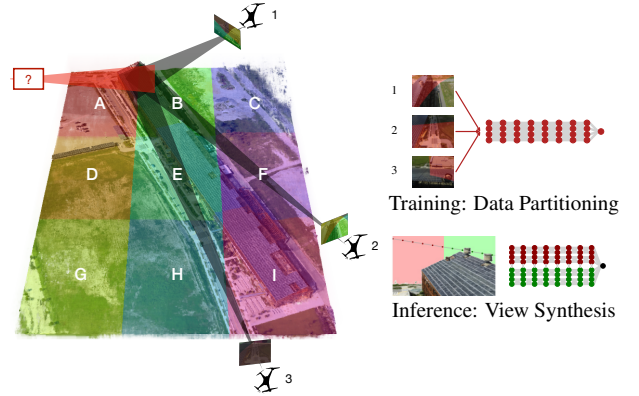 1
?
A B C
D E F
G H I
2
3
1
2
3
Training: Data Partitioning
Inference: View Synthesis